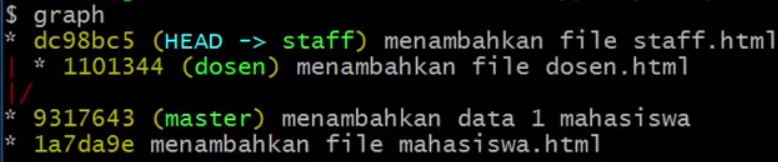 $ graph
* dc98bc5 (HEAD -> staff) menambahkan file staff.html
| * 1101344 (dosen) menambahkan file dosen.html
|/
* 9317643 (master) menambahkan data 1 mahasiswa
* 1a7da9e menambahkan file mahasiswa.html